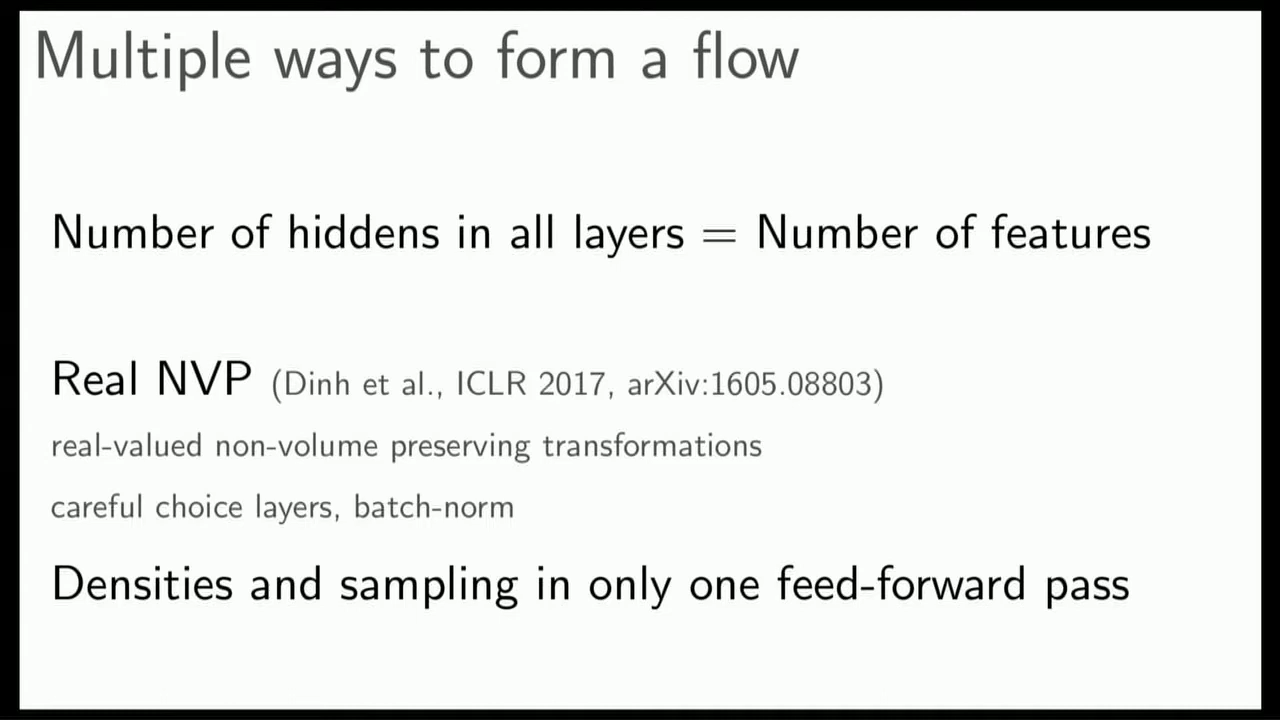 Multiple ways to form a flow
Number of hiddens in all layers = Number of features
Real NVP (Dinh et al., ICLR 2017, arXiv:1605.08803)
real-valued non-volume preserving transformations
careful choice layers, batch-norm
Densities and sampling in only one feed-forward pass